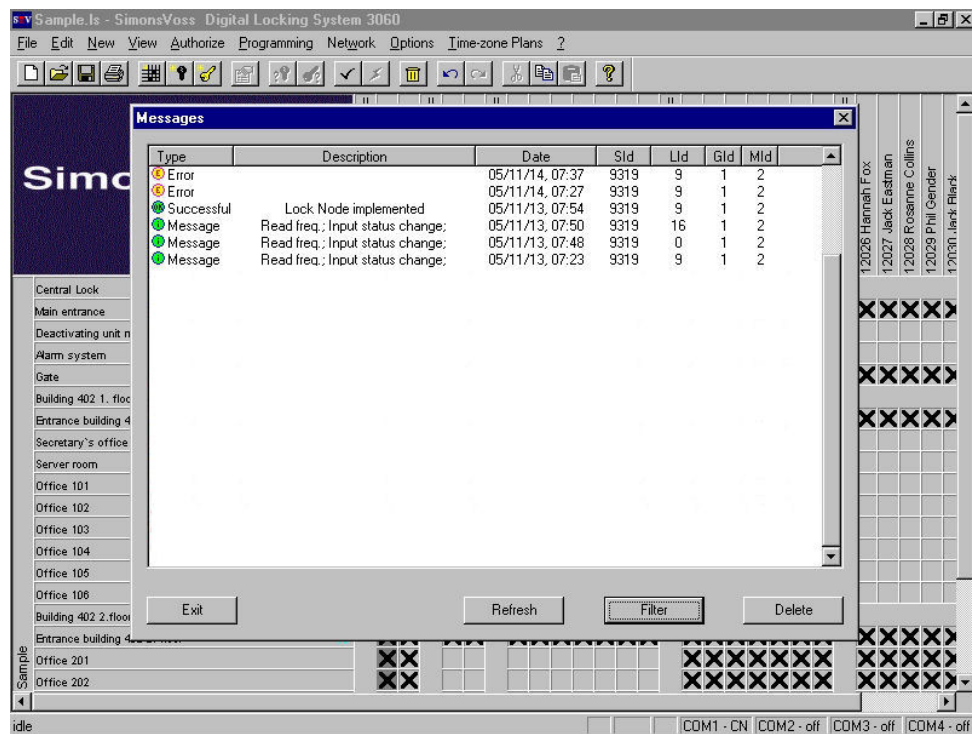 Sample.ls - SimonsVoss Digital Locking System 3060
File Edit New View Authorize Programming Network Options Time-zone Plans ?
Messages
Type Description Date SId LId GId MId
Error 05/11/14, 07:37 9319 9 1 2
Error 05/11/14, 07:27 9319 9 1 2
Successful Lock Node implemented 05/11/13, 07:54 9319 9 1 2
Message Read freq.; Input status change; 05/11/13, 07:50 9319 16 1 2
Message Read freq.; Input status change; 05/11/13, 07:48 9319 0 1 2
Message Read freq.; Input status change; 05/11/13, 07:23 9319 9 1 2
Exit Refresh Filter Delete
Simo
12026 Hannah Fox
12027 Jack Eastman
12028 Rosanne Collins
12029 Phil Gender
12030 Jack Black
Central Lock
Main entrance
Deactivating unit
Alarm system
Gate
Building 402 1. floo
Entrance building 4
Secretary`s office
Server room
Office 101
Office 102
Office 103
Office 104
Office 105
Office 106
Building 402 2.floo
Entrance building
Office 201
Office 202
Sample
idle COM1 - CN COM2 - off COM3 - off COM4 - off